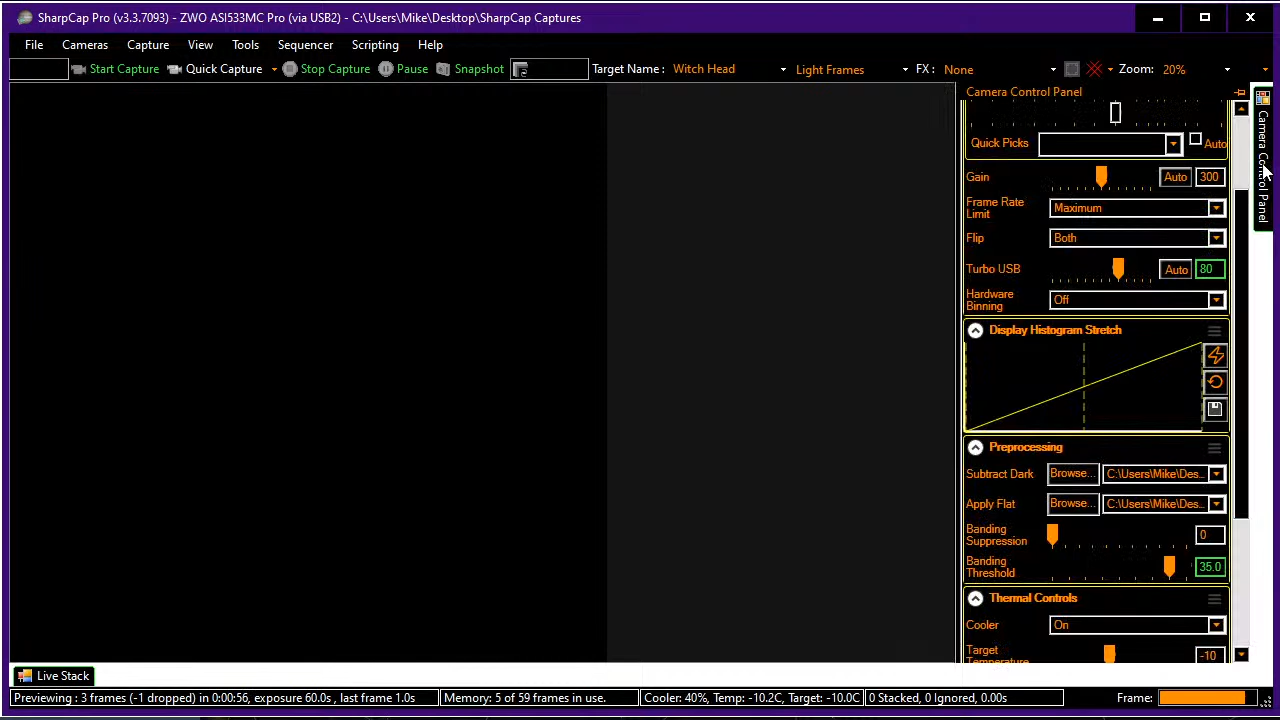 SharpCap Pro (v3.3.7093) - ZWO ASI533MC Pro (via USB2) - C:\Users\Mike\Desktop\SharpCap Captures
File Cameras Capture View Tools Sequencer Scripting Help
Start Capture Quick Capture Stop Capture Pause Snapshot Target Name : Witch Head Light Frames FX : None Zoom: 20%
Camera Control Panel
Camera Control Panel
Quick Picks Auto
Gain Auto 300
Frame Rate Limit Maximum
Flip Both
Turbo USB Auto 80
Hardware Binning Off
Display Histogram Stretch
Preprocessing
Subtract Dark Browse... C:\Users\Mike\Des...
Apply Flat Browse... C:\Users\Mike\Des...
Banding Suppression 0
Banding Threshold 35.0
Thermal Controls
Cooler On
Target Temperature -10
Live Stack
Previewing : 3 frames (-1 dropped) in 0:00:56, exposure 60.0s , last frame 1.0s Memory: 5 of 59 frames in use. Cooler: 40%, Temp: -10.2C, Target: -10.0C 0 Stacked, 0 Ignored, 0.00s Frame: